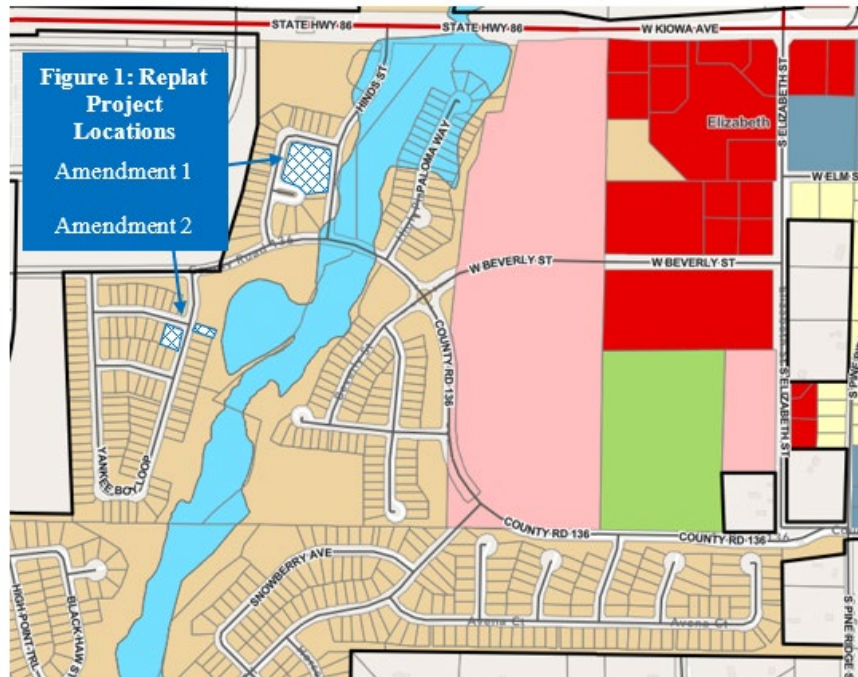 STATE HWY 86
STATE HWY 86
W KIOWA AVE
Figure 1: Replat
Project
Locations
Amendment 1
Amendment 2
HINDS ST
S ELIZABETH ST
Elizabeth
PALOMA WAY
W ELM S
W BEVERLY ST
W BEVERLY ST
COUNTY RD 136
S ELIZABETH ST
YANKEE BOY LOOP
COUNTY RD 136
COUNTY RD 136
SNOWBERRY AVE
Avena Ct
Avena Ct
HIGH POINT TRL
BLACK HAW S
S PINE RIDGE S